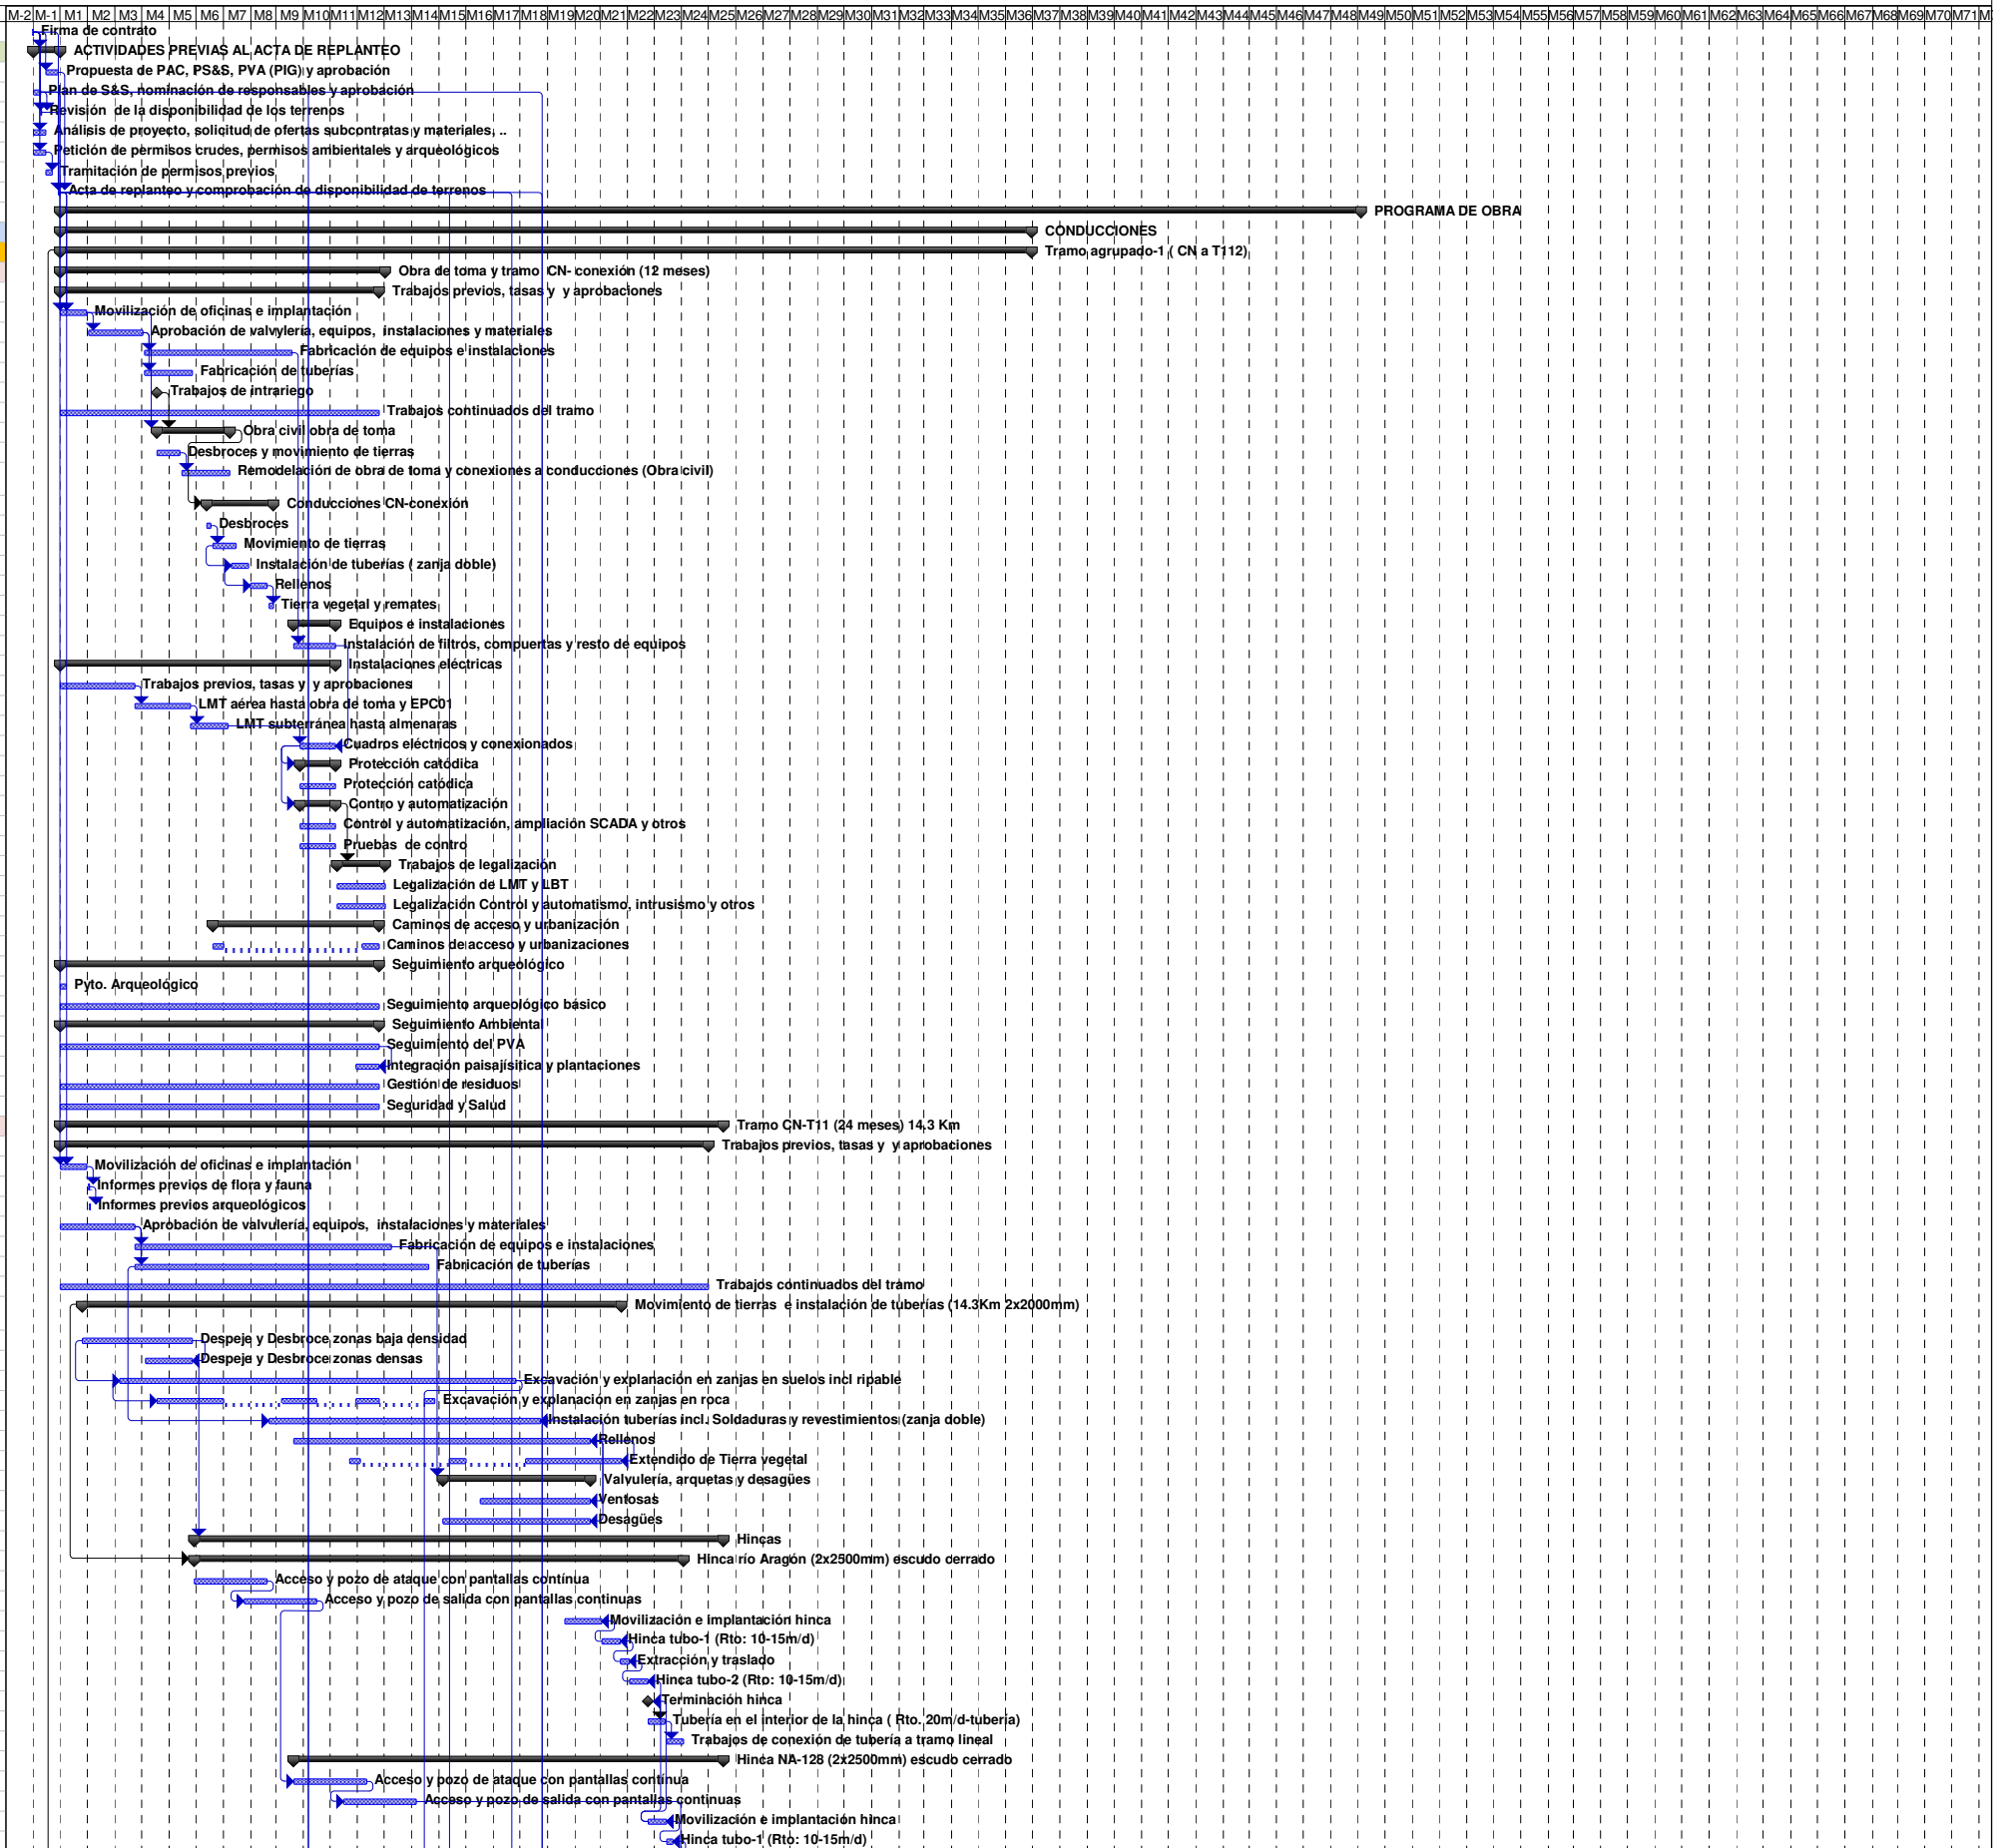 M-2 M-1 M1 M2 M3 M4 M5 M6 M7 M8 M9 M10 M11 M12 M13 M14 M15 M16 M17 M18 M19 M20 M21 M22 M23 M24 M25 M26 M27 M28 M29 M30 M31 M32 M33 M34 M35 M36 M37 M38 M39 M40 M41 M42 M43 M44 M45 M46 M47 M48 M49 M50 M51 M52 M53 M54 M55 M56 M57 M58 M59 M60 M61 M62 M63 M64 M65 M66 M67 M68 M69 M70 M71
Firma de contrato
ACTIVIDADES PREVIAS AL ACTA DE REPLANTEO
Propuesta de PAC, PS&S, PVA (PIG) y aprobación
Plan de S&S, nominación de responsables y aprobación
Revisión de la disponibilidad de los terrenos
Análisis de proyecto, solicitud de ofertas subcontratas y materiales, ..
Petición de permisos cruces, permisos ambientales y arqueológicos
Tramitación de permisos previos
Acta de replanteo y comprobación de disponibilidad de terrenos
PROGRAMA DE OBRA
CONDUCCIONES
Tramo agrupado-1 ( CN a T112)
Obra de toma y tramo CN- conexión (12 meses)
Trabajos previos, tasas y y aprobaciones
Movilización de oficinas e implantación
Aprobación de valvulería, equipos, instalaciones y materiales
Fabricación de equipos e instalaciones
Fabricación de tuberías
Trabajos de intrariego
Trabajos continuados del tramo
Obra civil obra de toma
Desbroces y movimiento de tierras
Remodelación de obra de toma y conexiones a conducciones (Obra civil)
Conducciones CN-conexión
Desbroces
Movimiento de tierras
Instalación de tuberías ( zanja doble)
Rellenos
Tierra vegetal y remates
Equipos e instalaciones
Instalación de filtros, compuertas y resto de equipos
Instalaciones eléctricas
Trabajos previos, tasas y y aprobaciones
LMT aérea hasta obra de toma y EPC01
LMT subterránea hasta almenaras
Cuadros eléctricos y conexionados
Protección catódica
Protección catódica
Contro y automatización
Control y automatización, ampliación SCADA y otros
Pruebas de contro
Trabajos de legalización
Legalización de LMT y LBT
Legalización Control y automatismo, intrusismo y otros
Caminos de acceso y urbanización
Caminos de acceso y urbanizaciones
Seguimiento arqueológico
Pyto. Arqueológico
Seguimiento arqueológico básico
Seguimiento Ambiental
Seguimiento del PVA
Integración paisajísitica y plantaciones
Gestión de residuos
Seguridad y Salud
Tramo CN-T11 (24 meses) 14.3 Km
Trabajos previos, tasas y y aprobaciones
Movilización de oficinas e implantación
Informes previos de flora y fauna
Informes previos arqueológicos
Aprobación de valvulería, equipos, instalaciones y materiales
Fabricación de equipos e instalaciones
Fabricación de tuberías
Trabajos continuados del tramo
Movimiento de tierras e instalación de tuberías (14.3Km 2x2000mm)
Despeje y Desbroce zonas baja densidad
Despeje y Desbroce zonas densas
Excavación y explanación en zanjas en suelos incl ripable
Excavación y explanación en zanjas en roca
Instalación tuberías incl. Soldaduras y revestimientos (zanja doble)
Rellenos
Extendido de Tierra vegetal
Valvulería, arquetas y desagües
Ventosas
Desagües
Hincas
Hinca río Aragón (2x2500mm) escudo cerrado
Acceso y pozo de ataque con pantallas contínua
Acceso y pozo de salida con pantallas continuas
Movilización e implantación hinca
Hinca tubo-1 (Rto: 10-15m/d)
Extracción y traslado
Hinca tubo-2 (Rto: 10-15m/d)
Terminación hinca
Tubería en el interior de la hinca ( Rto. 20m/d-tubería)
Trabajos de conexión de tubería a tramo lineal
Hinca NA-128 (2x2500mm) escudo cerrado
Acceso y pozo de ataque con pantallas contínua
Acceso y pozo de salida con pantallas continuas
Movilización e implantación hinca
Hinca tubo-1 (Rto: 10-15m/d)